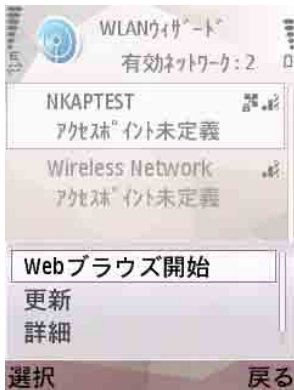 WLANｳｨｻﾞｰﾄﾞ
有効ﾈｯﾄﾜｰｸ: 2
NKAPTEST
ｱｸｾｽﾎﾟｲﾝﾄ未定義
Wireless Network
ｱｸｾｽﾎﾟｲﾝﾄ未定義
Webブラウズ開始
更新
詳細
選択
戻る